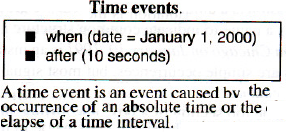 Time events.
■ when (date = January 1, 2000)
■ after (10 seconds)
A time event is an event caused by the
occurrence of an absolute time or the
elapse of a time interval.